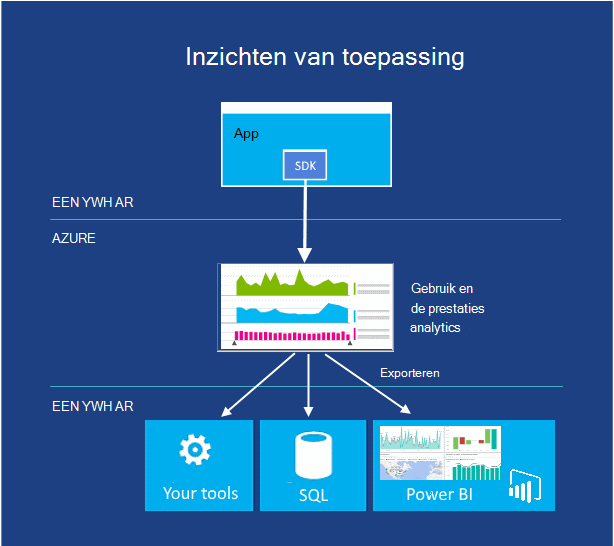 Inzichten van toepassing
App
SDK
EEN YWH AR
AZURE
Gebruik en
de prestaties
analytics
Exporteren
EEN YWH AR
Your tools
SQL
Power BI